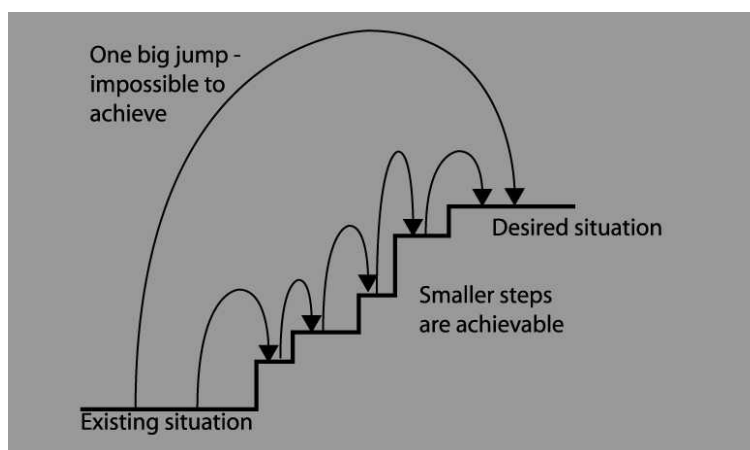 One big jump -
impossible to
achieve
Desired situation
Smaller steps
are achievable
Existing situation